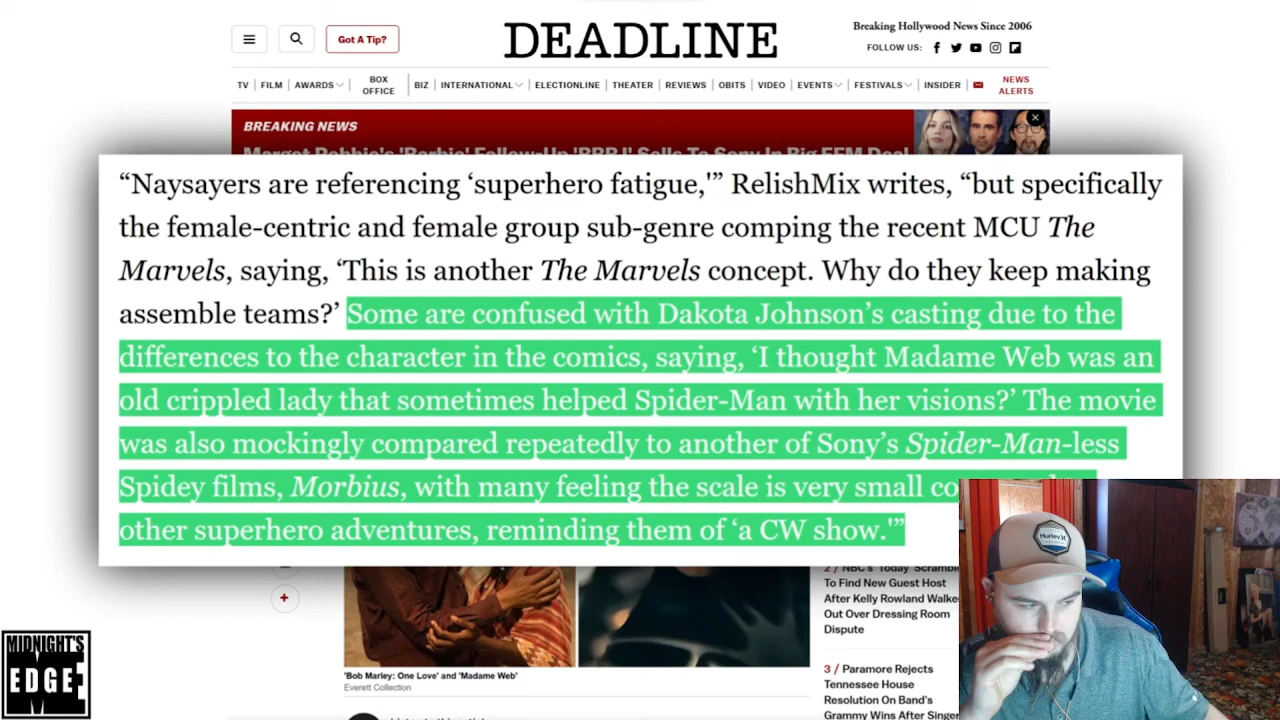 Got A Tip?
DEADLINE
Breaking Hollywood News Since 2006
FOLLOW US:
TV | FILM | AWARDS | BOX OFFICE | BIZ | INTERNATIONAL | ELECTIONLINE | THEATER | REVIEWS | OBITS | VIDEO | EVENTS | FESTIVALS | INSIDER
NEWS ALERTS
BREAKING NEWS
“Naysayers are referencing ‘superhero fatigue,'” RelishMix writes, “but specifically
the female-centric and female group sub-genre comping the recent MCU The
Marvels, saying, ‘This is another The Marvels concept. Why do they keep making
assemble teams?’ Some are confused with Dakota Johnson’s casting due to the
differences to the character in the comics, saying, ‘I thought Madame Web was an
old crippled lady that sometimes helped Spider-Man with her visions?’ The movie
was also mockingly compared repeatedly to another of Sony’s Spider-Man-less
Spidey films, Morbius, with many feeling the scale is very small
other superhero adventures, reminding them of ‘a CW show.'”
2 / NBC's 'Today' Scramble
To Find New Guest Host
After Kelly Rowland Walke
Out Over Dressing Room
Dispute
3 / Paramore Rejects
Tennessee House
Resolution On Band's
Grammy Wins After Singer
'Bob Marley: One Love' and 'Madame Web'
Everett Collection
MIDNIGHT'S
EDGE
Hurley